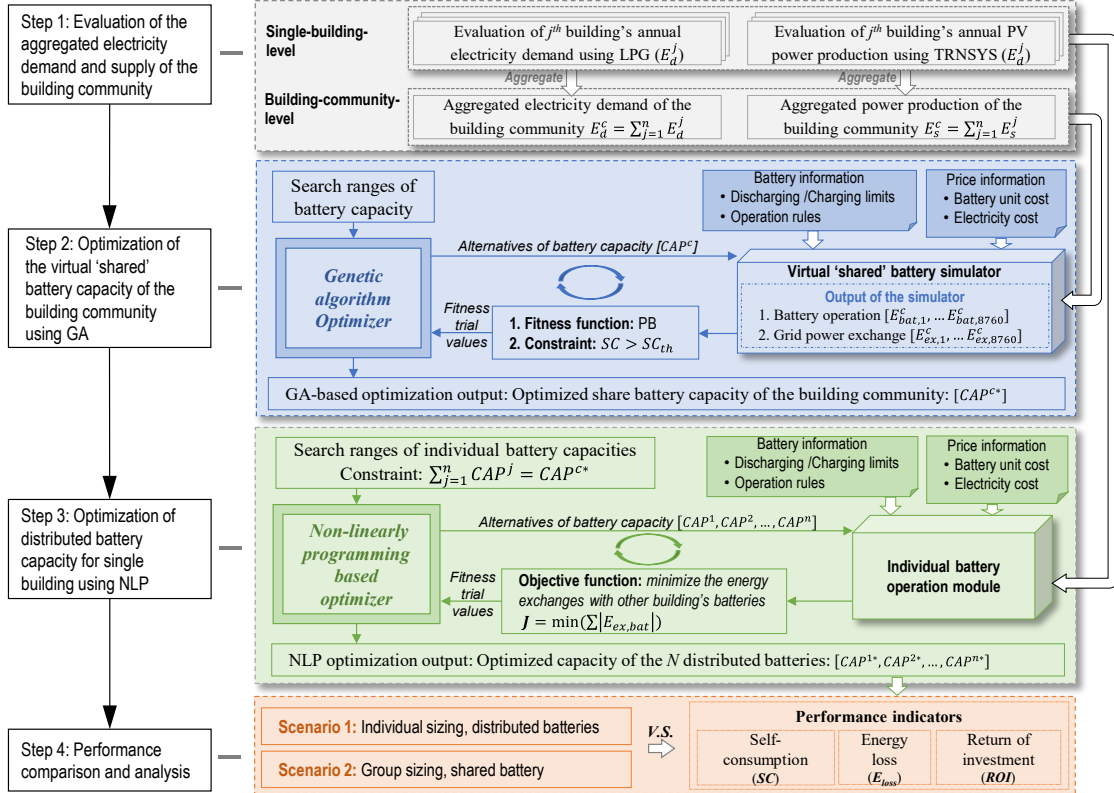 Step 1: Evaluation of the
aggregated electricity
demand and supply of the
building community
Single-building-
level
Evaluation of jth building's annual
electricity demand using LPG (E_d^j)
Evaluation of jth building's annual PV
power production using TRNSYS (E_d^j)
Aggregate
Aggregate
Building-community-
level
Aggregated electricity demand of the
building community E_d^c = ∑_{j=1}^n E_d^j
Aggregated power production of the
building community E_s^c = ∑_{j=1}^n E_s^j
Step 2: Optimization of
the virtual 'shared'
battery capacity of the
building community
using GA
Search ranges of
battery capacity
Battery information
• Discharging /Charging limits
• Operation rules
Price information
• Battery unit cost
• Electricity cost
Genetic
algorithm
Optimizer
Alternatives of battery capacity [CAP^c]
Fitness
trial
values
1. Fitness function: PB
2. Constraint: SC > SC_th
Virtual 'shared' battery simulator
Output of the simulator
1. Battery operation [E_{bat,1}^c, … E_{bat,8760}^c]
2. Grid power exchange [E_{ex,1}^c, … E_{ex,8760}^c]
GA-based optimization output: Optimized share battery capacity of the building community: [CAP^{c*}]
Step 3: Optimization of
distributed battery
capacity for single
building using NLP
Search ranges of individual battery capacities
Constraint: ∑_{j=1}^n CAP^j = CAP^{c*}
Battery information
• Discharging /Charging limits
• Operation rules
Price information
• Battery unit cost
• Electricity cost
Non-linearly
programming
based
optimizer
Alternatives of battery capacity [CAP^1, CAP^2, … , CAP^n]
Fitness
trial
values
Objective function: minimize the energy
exchanges with other building's batteries
J = min(∑|E_{ex,bat}|)
Individual battery
operation module
NLP optimization output: Optimized capacity of the N distributed batteries: [CAP^{1*}, CAP^{2*}, … , CAP^{n*}]
Step 4: Performance
comparison and analysis
Scenario 1: Individual sizing, distributed batteries
Scenario 2: Group sizing, shared battery
V.S.
Performance indicators
Self-
consumption
(SC)
Energy
loss
(E_loss)
Return of
investment
(ROI)